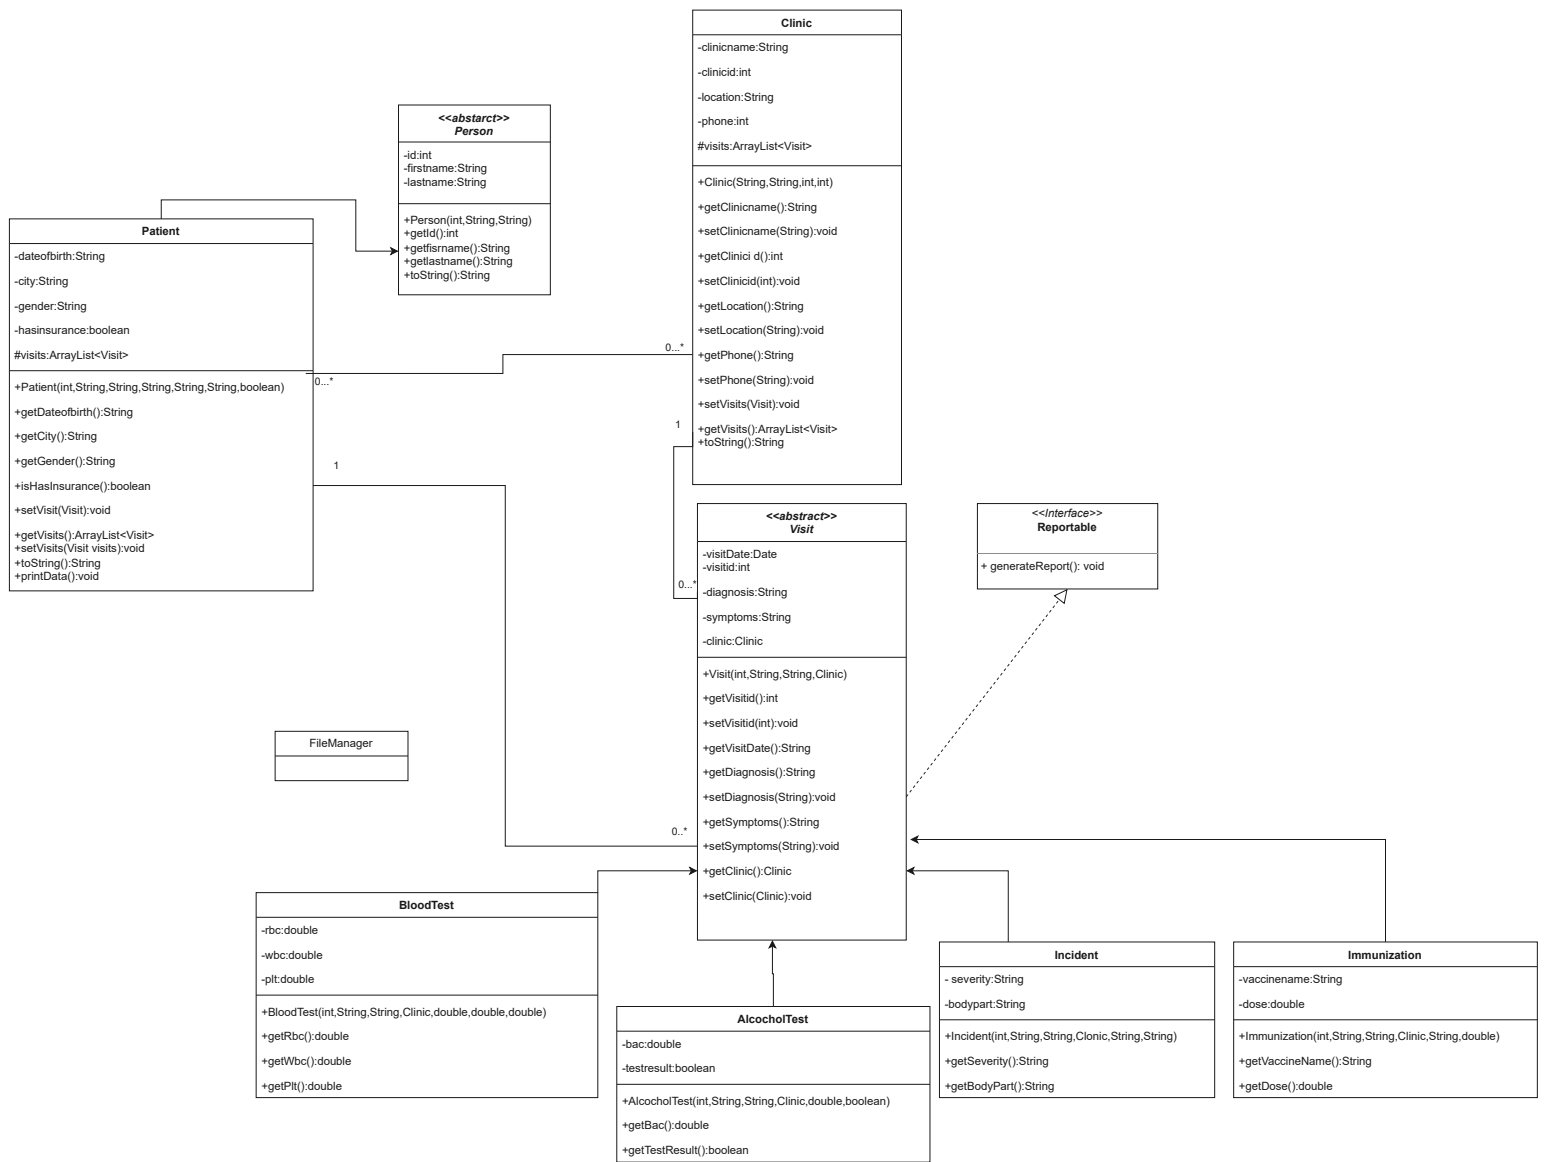 Clinic
-clinicname:String
-clinicid:int
-location:String
-phone:int
#visits:ArrayList<Visit>
+Clinic(String,String,int,int)
+getClinicname():String
+setClinicname(String):void
+getClinici d():int
+setClinicid(int):void
+getLocation():String
+setLocation(String):void
+getPhone():String
+setPhone(String):void
+setVisits(Visit):void
+getVisits():ArrayList<Visit>
+toString():String
<<abstarct>>
Person
-id:int
-firstname:String
-lastname:String
+Person(int,String,String)
+getId():int
+getfisrname():String
+getlastname():String
+toString():String
Patient
-dateofbirth:String
-city:String
-gender:String
-hasinsurance:boolean
#visits:ArrayList<Visit>
+Patient(int,String,String,String,String,String,boolean)
+getDateofbirth():String
+getCity():String
+getGender():String
+isHasInsurance():boolean
+setVisit(Visit):void
+getVisits():ArrayList<Visit>
+setVisits(Visit visits):void
+toString():String
+printData():void
0...*
0...*
1
1
0...*
0..*
<<abstract>>
Visit
-visitDate:Date
-visitid:int
-diagnosis:String
-symptoms:String
-clinic:Clinic
+Visit(int,String,String,Clinic)
+getVisitid():int
+setVisitid(int):void
+getVisitDate():String
+getDiagnosis():String
+setDiagnosis(String):void
+getSymptoms():String
+setSymptoms(String):void
+getClinic():Clinic
+setClinic(Clinic):void
<<Interface>>
Reportable
+ generateReport(): void
FileManager
BloodTest
-rbc:double
-wbc:double
-plt:double
+BloodTest(int,String,String,Clinic,double,double,double)
+getRbc():double
+getWbc():double
+getPlt():double
AlcocholTest
-bac:double
-testresult:boolean
+AlcocholTest(int,String,String,Clinic,double,boolean)
+getBac():double
+getTestResult():boolean
Incident
- severity:String
-bodypart:String
+Incident(int,String,String,Clonic,String,String)
+getSeverity():String
+getBodyPart():String
Immunization
-vaccinename:String
-dose:double
+Immunization(int,String,String,Clinic,String,double)
+getVaccineName():String
+getDose():double